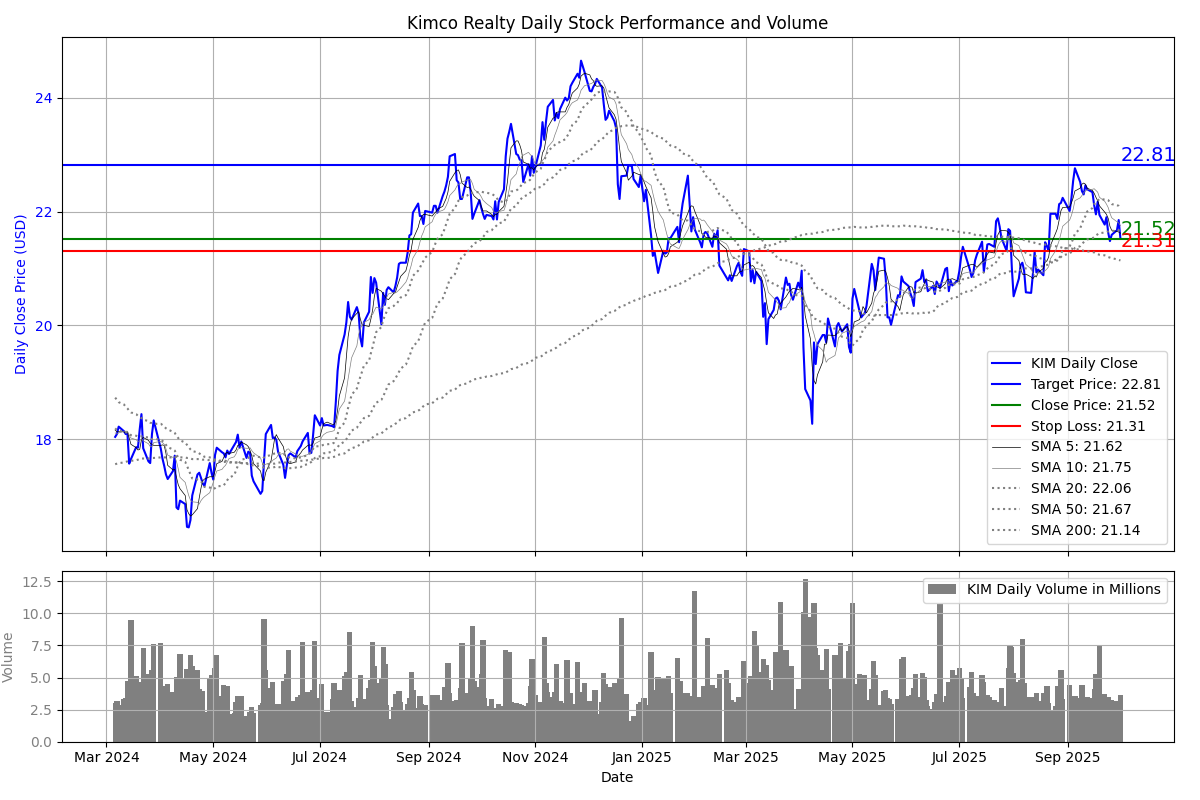 Kimco Realty Daily Stock Performance and Volume
Daily Close Price (USD)
24
22
20
18
22.81
21.52
21.31
KIM Daily Close
Target Price: 22.81
Close Price: 21.52
Stop Loss: 21.31
SMA 5: 21.62
SMA 10: 21.75
SMA 20: 22.06
SMA 50: 21.67
SMA 200: 21.14
Volume
12.5
10.0
7.5
5.0
2.5
0.0
KIM Daily Volume in Millions
Mar 2024 May 2024 Jul 2024 Sep 2024 Nov 2024 Jan 2025 Mar 2025 May 2025 Jul 2025 Sep 2025
Date